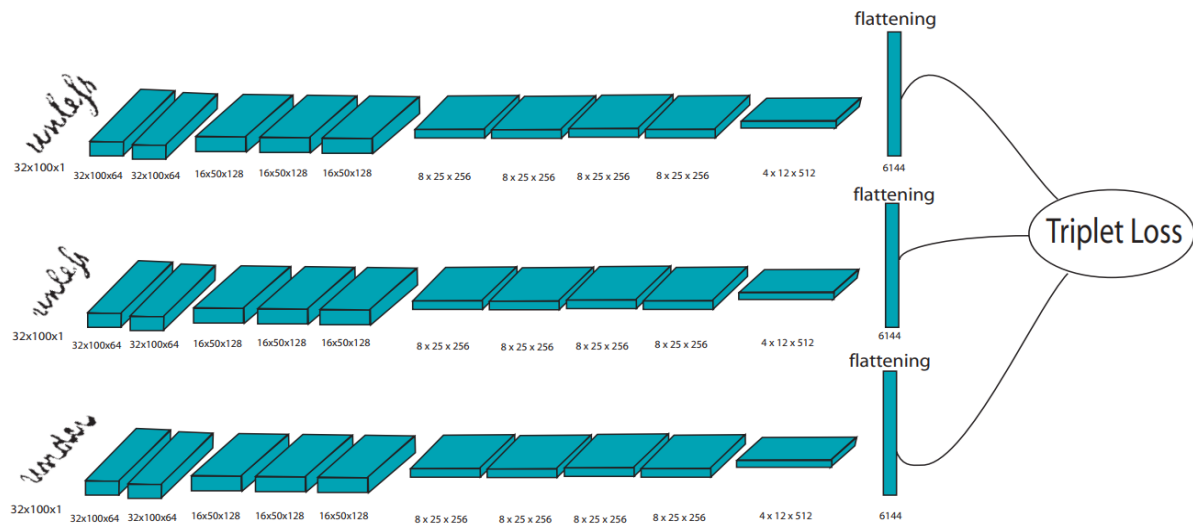 flattening
unlefs
32x100x1
32x100x64 32x100x64 16x50x128 16x50x128 16x50x128 8 x 25 x 256 8 x 25 x 256 8 x 25 x 256 8 x 25 x 256 4 x 12 x 512 6144
flattening
Triplet Loss
unlefs
32x100x1
32x100x64 32x100x64 16x50x128 16x50x128 16x50x128 8 x 25 x 256 8 x 25 x 256 8 x 25 x 256 8 x 25 x 256 4 x 12 x 512 6144
flattening
32x100x1
32x100x64 32x100x64 16x50x128 16x50x128 16x50x128 8 x 25 x 256 8 x 25 x 256 8 x 25 x 256 8 x 25 x 256 4 x 12 x 512 6144